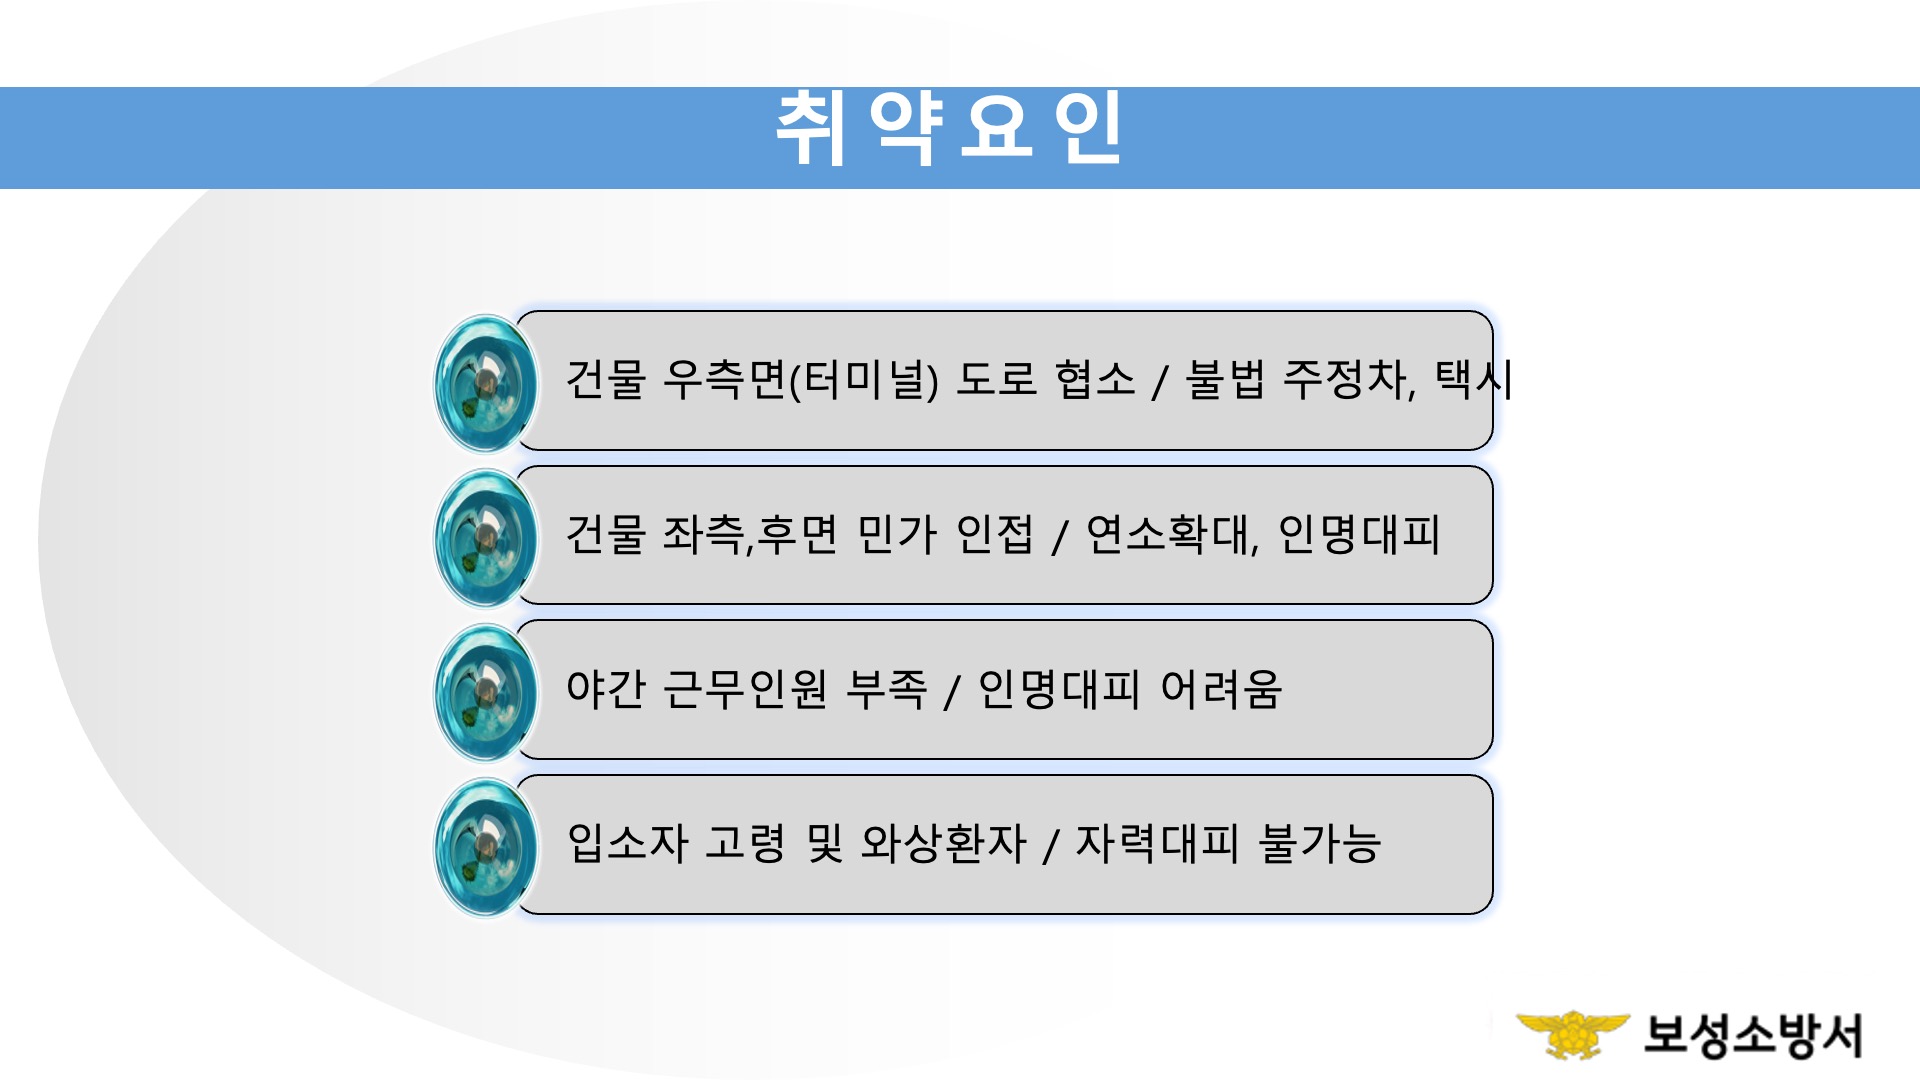 취약요인
건물 우측면(터미널) 도로 협소 / 불법 주정차, 택시
건물 좌측,후면 민가 인접 / 연소확대, 인명대피
야간 근무인원 부족 / 인명대피 어려움
입소자 고령 및 와상환자 / 자력대피 불가능
보성소방서